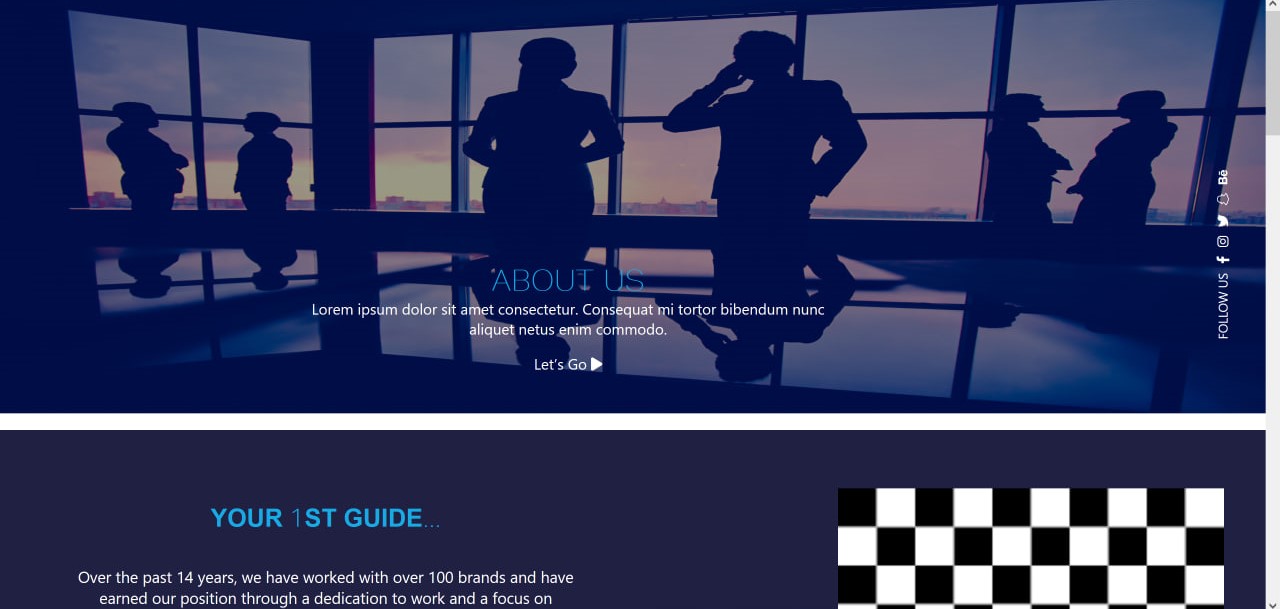 ABOUT US
Lorem ipsum dolor sit amet consectetur. Consequat mi tortor bibendum nunc
aliquet netus enim commodo.
Let's Go
Bē
FOLLOW US
YOUR 1ST GUIDE...
Over the past 14 years, we have worked with over 100 brands and have
earned our position through a dedication to work and a focus on